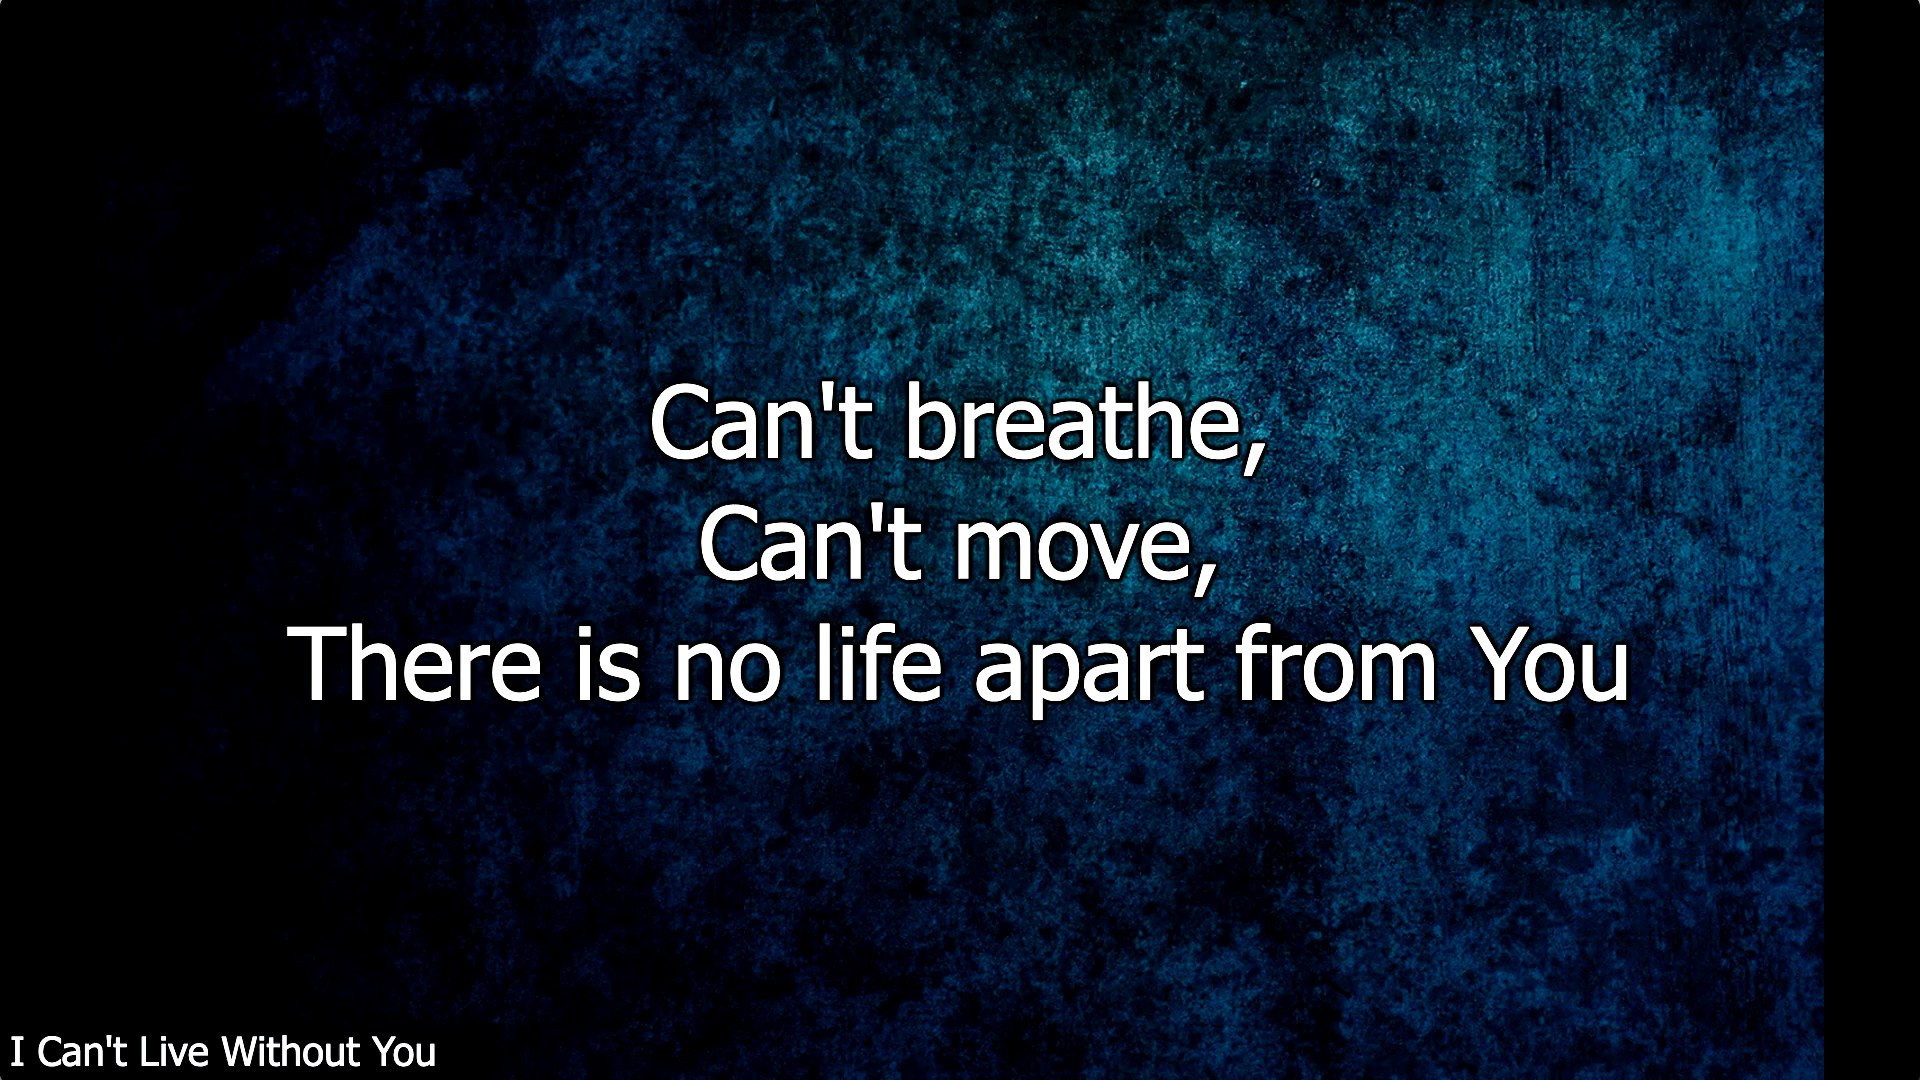 Can't breathe,
Can't move,
There is no life apart from You
I Can't Live Without You